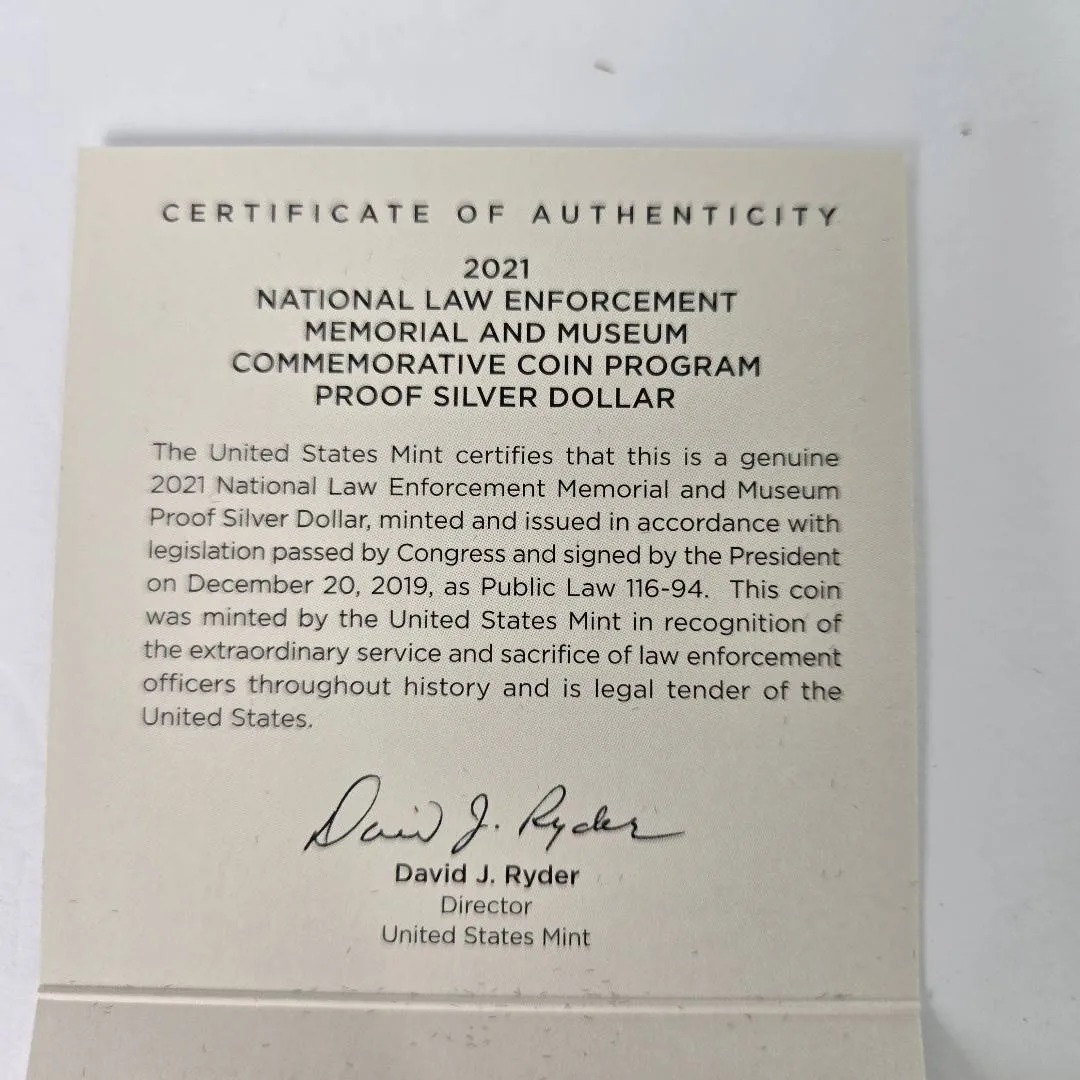 CERTIFICATE OF AUTHENTICITY
2021
NATIONAL LAW ENFORCEMENT
MEMORIAL AND MUSEUM
COMMEMORATIVE COIN PROGRAM
PROOF SILVER DOLLAR
The United States Mint certifies that this is a genuine
2021 National Law Enforcement Memorial and Museum
Proof Silver Dollar, minted and issued in accordance with
legislation passed by Congress and signed by the President
on December 20, 2019, as Public Law 116-94. This coin
was minted by the United States Mint in recognition of
the extraordinary service and sacrifice of law enforcement
officers throughout history and is legal tender of the
United States.
David J. Ryder
David J. Ryder
Director
United States Mint